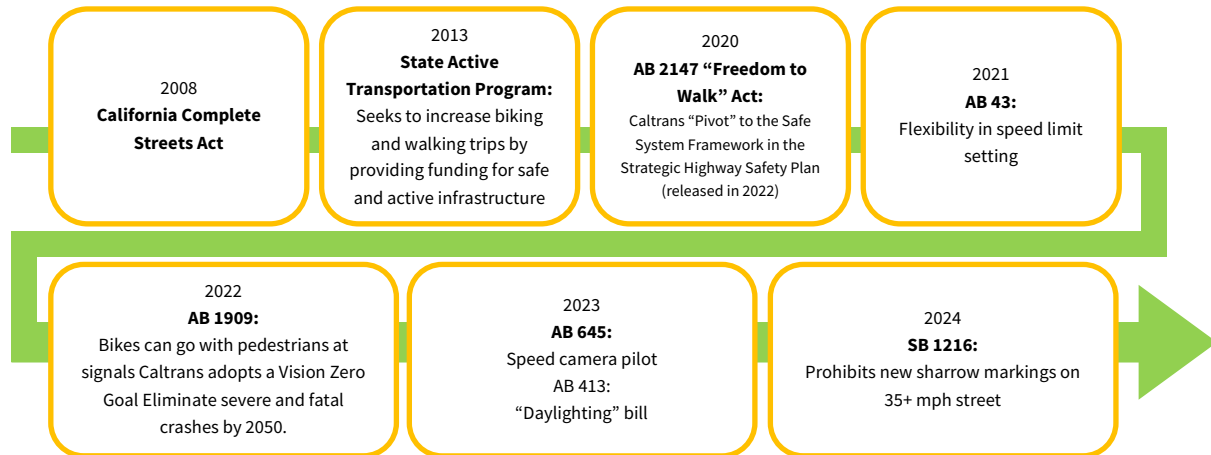 2008
California Complete
Streets Act
2013
State Active
Transportation Program:
Seeks to increase biking
and walking trips by
providing funding for safe
and active infrastructure
2020
AB 2147 “Freedom to
Walk” Act:
Caltrans “Pivot” to the Safe
System Framework in the
Strategic Highway Safety Plan
(released in 2022)
2021
AB 43:
Flexibility in speed limit
setting
2022
AB 1909:
Bikes can go with pedestrians at
signals Caltrans adopts a Vision Zero
Goal Eliminate severe and fatal
crashes by 2050.
2023
AB 645:
Speed camera pilot
AB 413:
“Daylighting” bill
2024
SB 1216:
Prohibits new sharrow markings on
35+ mph street